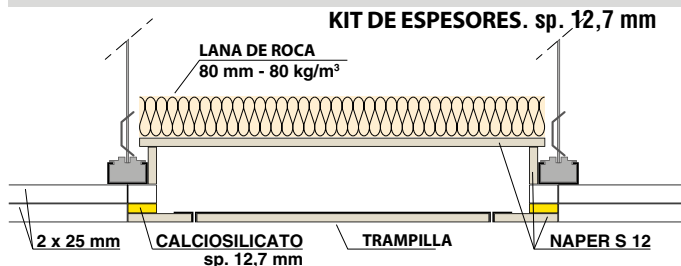 KIT DE ESPESORES. sp. 12,7 mm
LANA DE ROCA
80 mm - 80 kg/m³
2 x 25 mm
CALCIOSILICATO
sp. 12,7 mm
TRAMPILLA
NAPER S 12